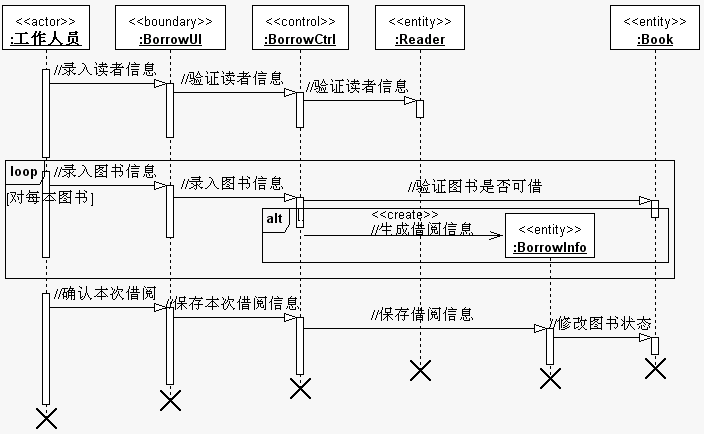 <<actor>>
:工作人员
<<boundary>>
:BorrowUI
<<control>>
:BorrowCtrl
<<entity>>
:Reader
<<entity>>
:Book
//录入读者信息
//验证读者信息
//验证读者信息
loop
[对每本图书]
//录入图书信息
//录入图书信息
//验证图书是否可借
alt
<<create>>
//生成借阅信息
<<entity>>
:BorrowInfo
//确认本次借阅
//保存本次借阅信息
//保存借阅信息
//修改图书状态